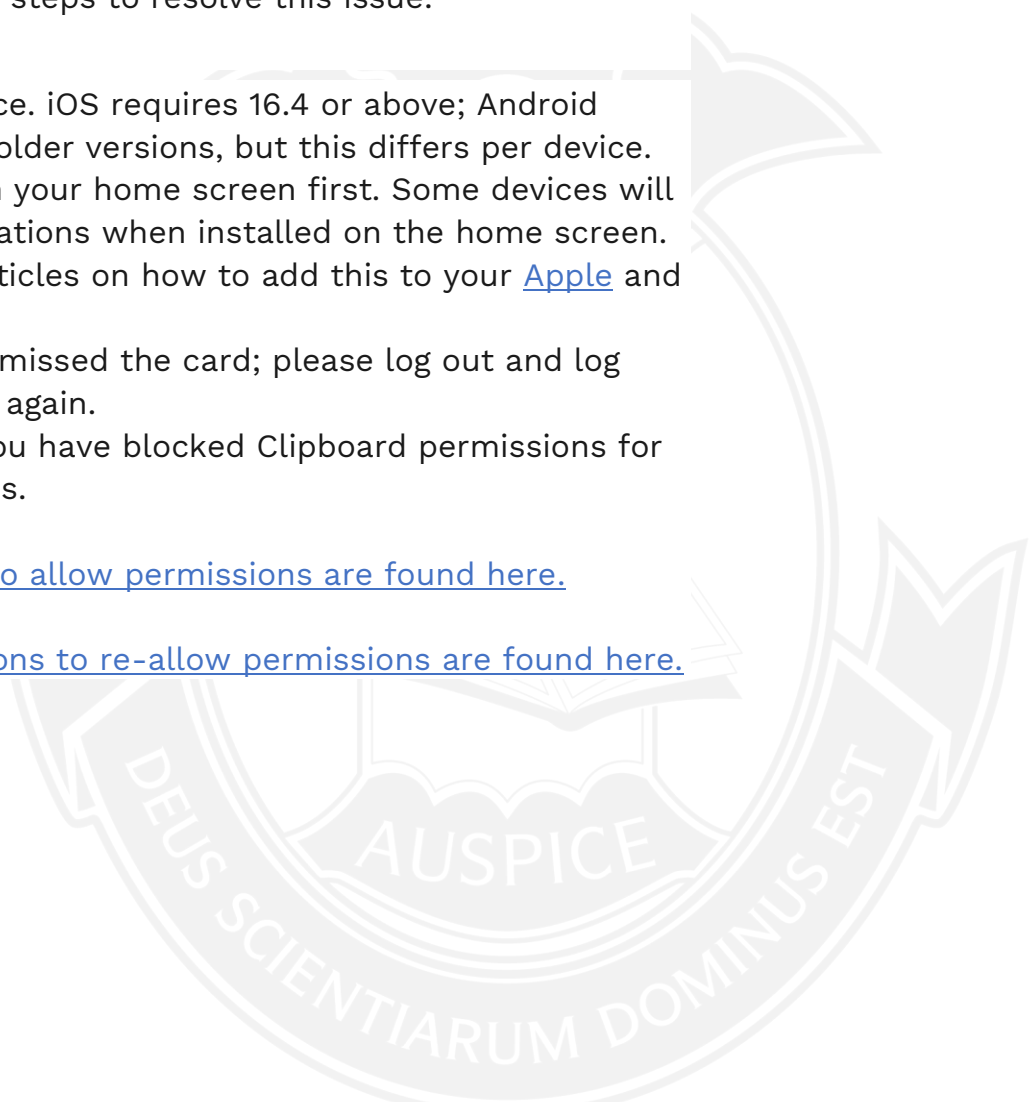 steps to resolve this issue.
ce. iOS requires 16.4 or above; Android
older versions, but this differs per device.
your home screen first. Some devices will
ations when installed on the home screen.
ticles on how to add this to your Apple and
missed the card; please log out and log
again.
ou have blocked Clipboard permissions for
s.
o allow permissions are found here.
ons to re-allow permissions are found here.
AUSPICE
DEUS SCIENTIARUM DOMINUS EST